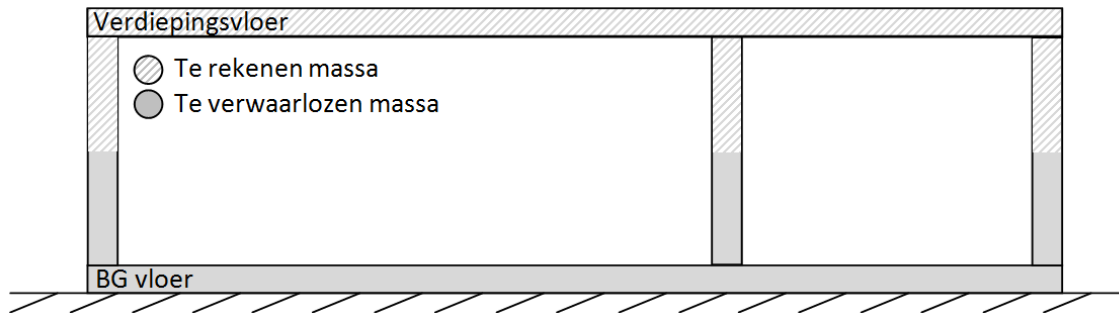 Verdiepingsvloer
Te rekenen massa
Te verwaarlozen massa
BG vloer